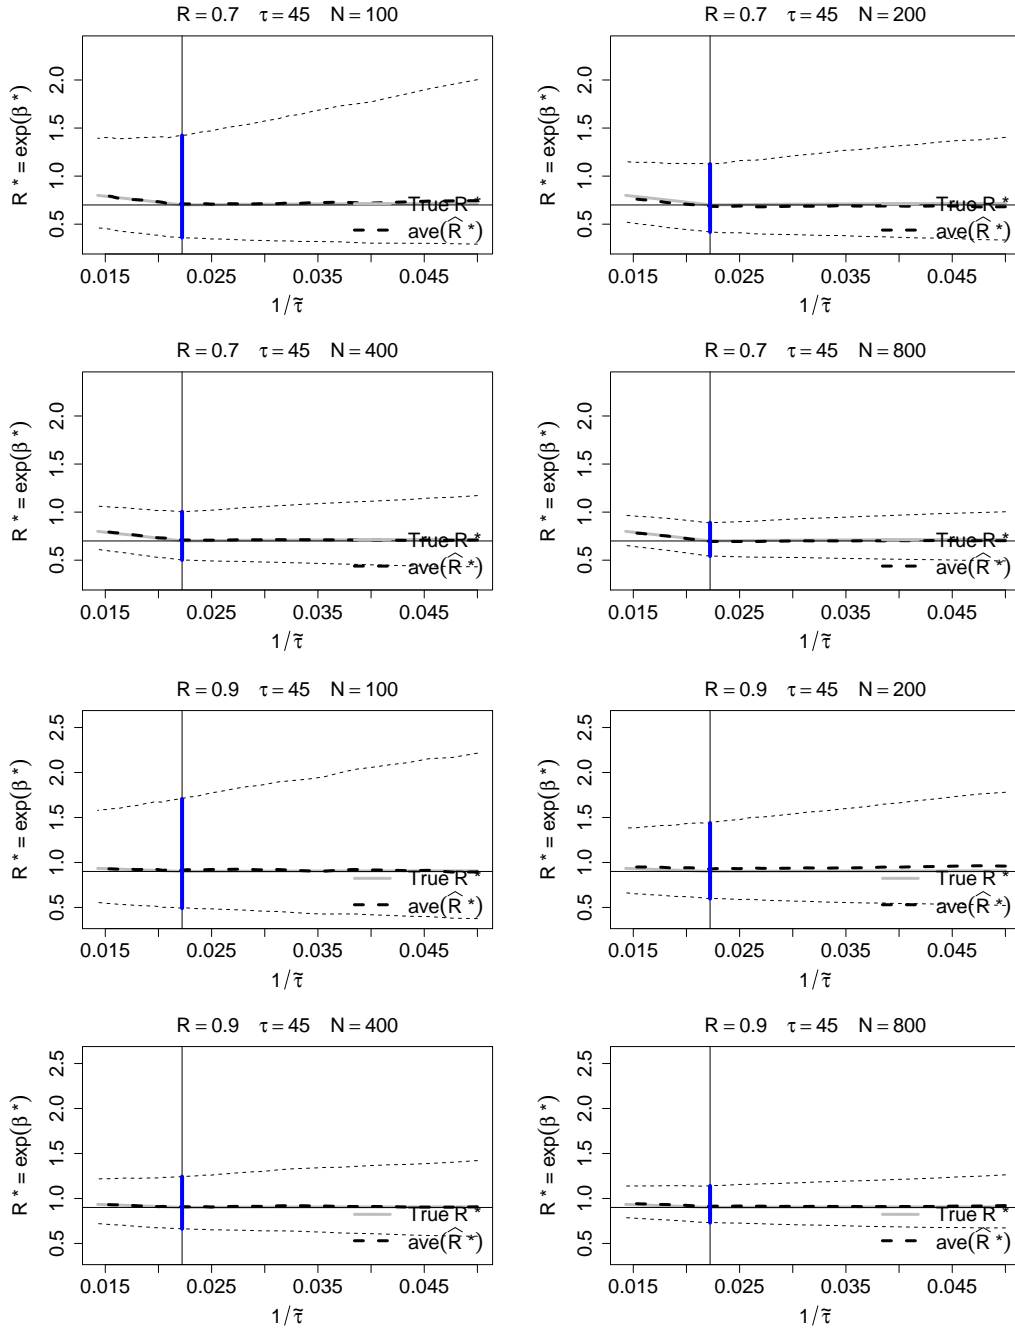 R = 0.7 τ = 45 N = 100
R * = exp(β *)
2.0
1.5
1.0
0.5
True R *
ave(R̂ *)
0.015 0.025 0.035 0.045
1/τ̃
R = 0.7 τ = 45 N = 200
R * = exp(β *)
2.0
1.5
1.0
0.5
True R *
ave(R̂ *)
0.015 0.025 0.035 0.045
1/τ̃
R = 0.7 τ = 45 N = 400
R * = exp(β *)
2.0
1.5
1.0
0.5
True R *
ave(R̂ *)
0.015 0.025 0.035 0.045
1/τ̃
R = 0.7 τ = 45 N = 800
R * = exp(β *)
2.0
1.5
1.0
0.5
True R *
ave(R̂ *)
0.015 0.025 0.035 0.045
1/τ̃
R = 0.9 τ = 45 N = 100
R * = exp(β *)
2.5
2.0
1.5
1.0
0.5
True R *
ave(R̂ *)
0.015 0.025 0.035 0.045
1/τ̃
R = 0.9 τ = 45 N = 200
R * = exp(β *)
2.5
2.0
1.5
1.0
0.5
True R *
ave(R̂ *)
0.015 0.025 0.035 0.045
1/τ̃
R = 0.9 τ = 45 N = 400
R * = exp(β *)
2.5
2.0
1.5
1.0
0.5
True R *
ave(R̂ *)
0.015 0.025 0.035 0.045
1/τ̃
R = 0.9 τ = 45 N = 800
R * = exp(β *)
2.5
2.0
1.5
1.0
0.5
True R *
ave(R̂ *)
0.015 0.025 0.035 0.045
1/τ̃